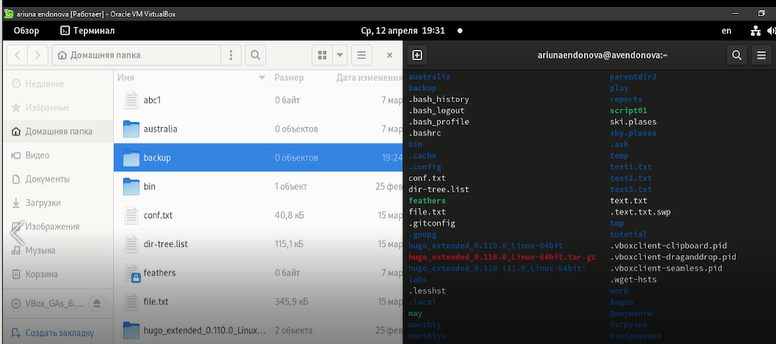 ariuna endonova [Работает] - Oracle VM VirtualBox
Обзор Терминал Ср, 12 апреля 19:31 en
Домашняя папка
ariunaendonova@avendonova:~
Недавние
Избранные
Домашняя папка
Видео
Документы
Загрузки
Изображения
Музыка
Корзина
VBox_GAs_6....
Создать закладку
Имя Размер Дата изменения
abc1 0 байт 7 мар
australia 0 объектов 7 мар
backup 0 объектов 19:24
bin 1 объект 25 фев
conf.txt 40,8 кБ 15 мар
dir-tree.list 115,1 кБ 15 мар
feathers 0 байт 7 мар
file.txt 345,9 кБ 15 мар
hugo_extended_0.110.0_Linux... 2 объекта 25 фев
australia
backup
.bash_history
.bash_logout
.bash_profile
.bashrc
bin
.cache
.config
conf.txt
dir-tree.list
feathers
file.txt
.gitconfig
.gnupg
hugo_extended_0.110.0_Linux-64bit
hugo_extended_0.110.0_Linux-64bit.tar.gz
hugo_extended_0.110 (1).0_Linux-64bit'
labs
.lesshst
.local
may
monthly
parentdir3
play
reports
script01
ski.plases
sky.plases
.ssh
temp
text1.txt
text2.txt
text3.txt
text.txt
.text.txt.swp
tmp
tutorial
.vboxclient-clipboard.pid
.vboxclient-draganddrop.pid
.vboxclient-seamless.pid
.wget-hsts
work
Видео
Документы
Загрузки
Изображения